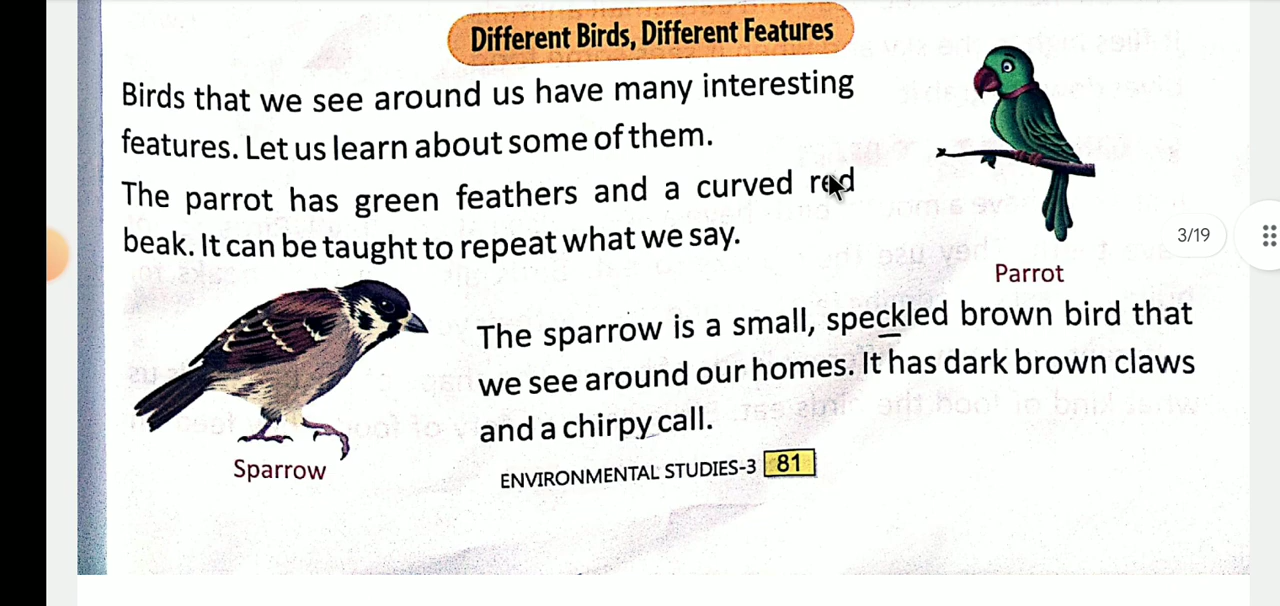 Different Birds, Different Features
Birds that we see around us have many interesting
features. Let us learn about some of them.
The parrot has green feathers and a curved red
beak. It can be taught to repeat what we say.
3/19
Parrot
The sparrow is a small, speckled brown bird that
we see around our homes. It has dark brown claws
and a chirpy call.
Sparrow
ENVIRONMENTAL STUDIES-3 81